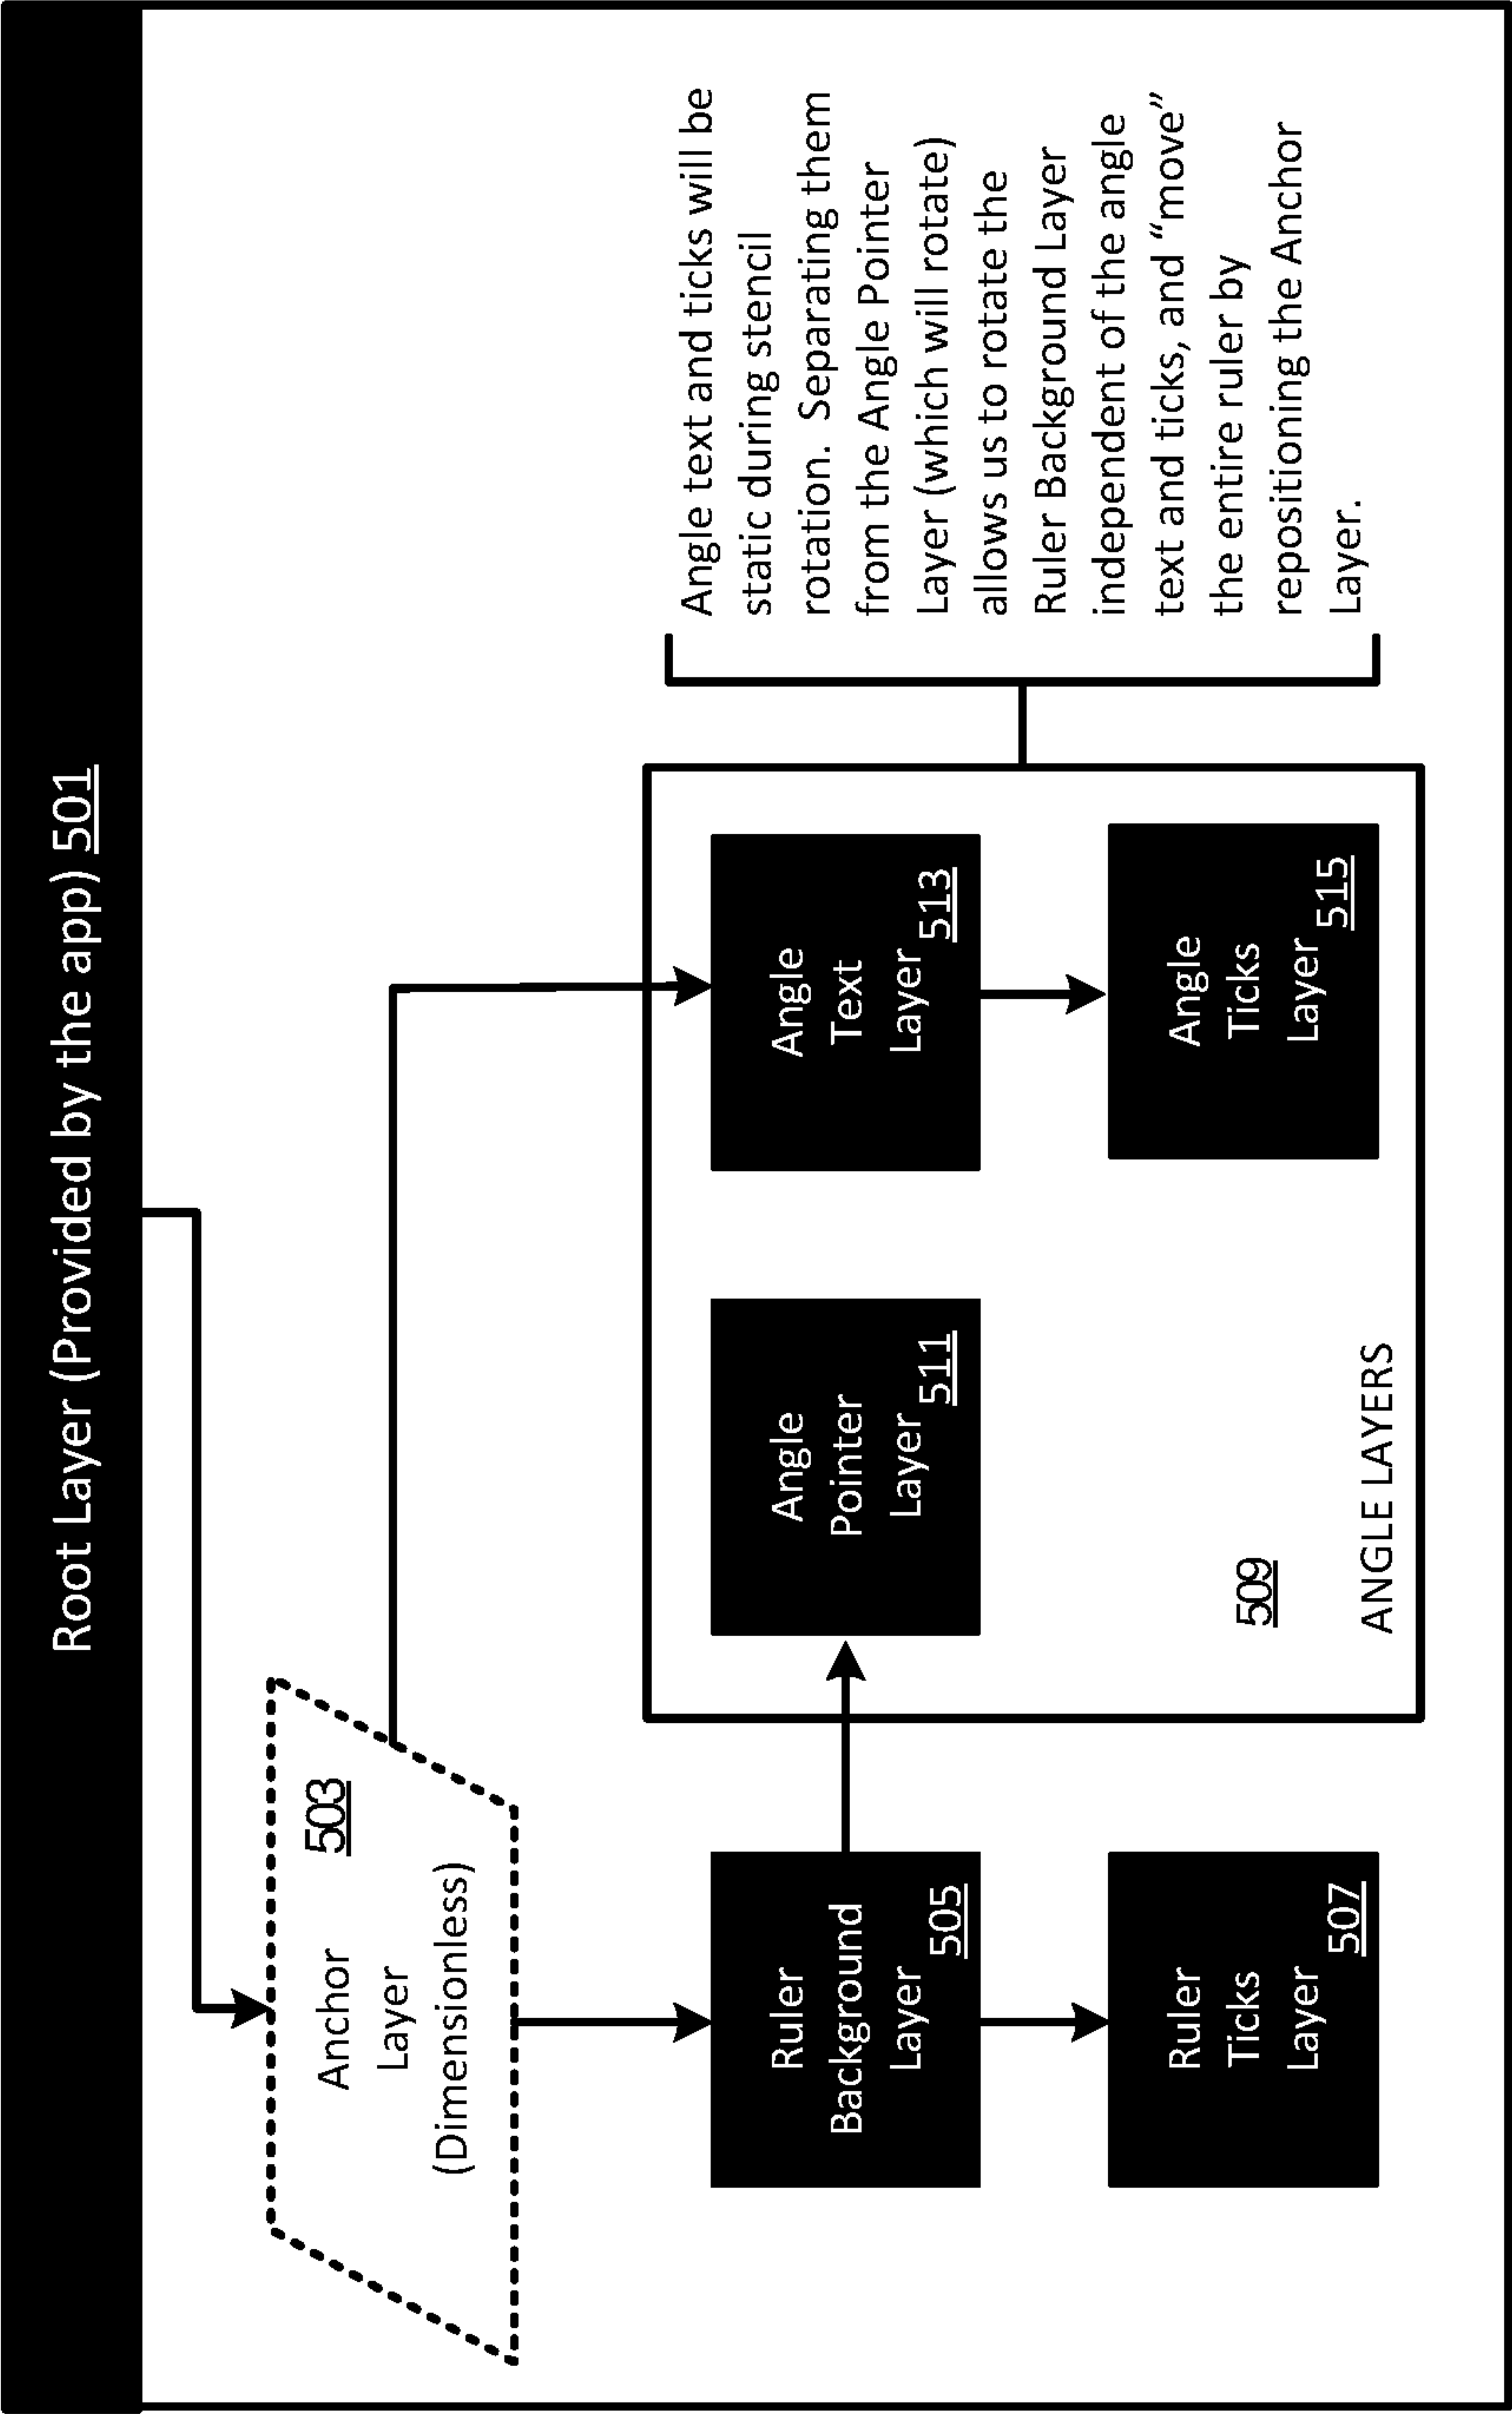 Root Layer (Provided by the app) 501
503
Anchor
Layer
(Dimensionless)
Ruler
Background
Layer 505
Ruler
Ticks
Layer 507
Angle
Pointer
Layer 511
Angle
Text
Layer 513
Angle
Ticks
Layer 515
509
ANGLE LAYERS
Angle text and ticks will be
static during stencil
rotation. Separating them
from the Angle Pointer
Layer (which will rotate)
allows us to rotate the
Ruler Background Layer
independent of the angle
text and ticks, and “move”
the entire ruler by
repositioning the Anchor
Layer.